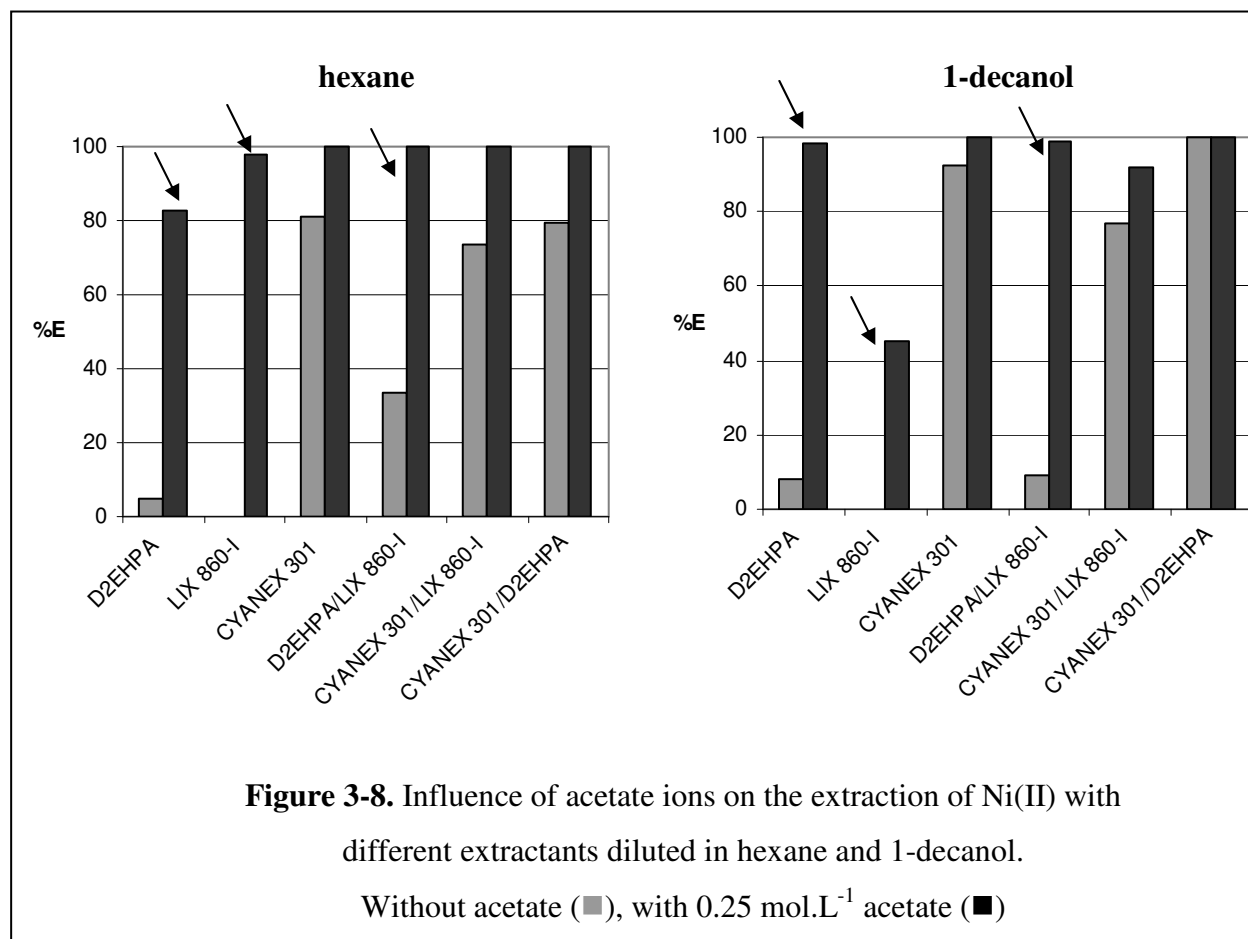 hexane
100
80
60
%E
40
20
0
D2EHPA
LIX 860-I
CYANEX 301
D2EHPA/LIX 860-I
CYANEX 301/LIX 860-I
CYANEX 301/D2EHPA
1-decanol
100
80
60
%E
40
20
0
D2EHPA
LIX 860-I
CYANEX 301
D2EHPA/LIX 860-I
CYANEX 301/LIX 860-I
CYANEX 301/D2EHPA
Figure 3-8. Influence of acetate ions on the extraction of Ni(II) with
different extractants diluted in hexane and 1-decanol.
Without acetate (■), with 0.25 mol.L⁻¹ acetate (■)